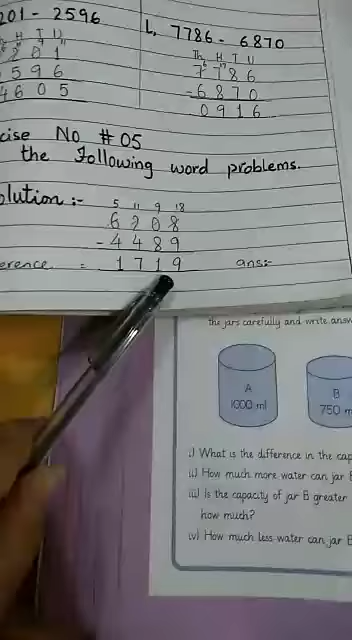 201 - 2596
H T U
2 0 1
5 9 6
4 6 0 5
L. 7786 - 6870
Th H T U
7 7 8 6
- 6 8 7 0
0 9 1 6
cise No # 05
the Following word problems.
olution :-
5 11 9 18
6 2 0 8
- 4 4 8 9
erence = 1 7 1 9 ans:-
the jars carefully and write answ
A
1000 ml
B
750 m
i) What is the difference in the cap
ii) How much more water can jar B
iii) Is the capacity of jar B greater
how much?
iv) How much less water can jar B